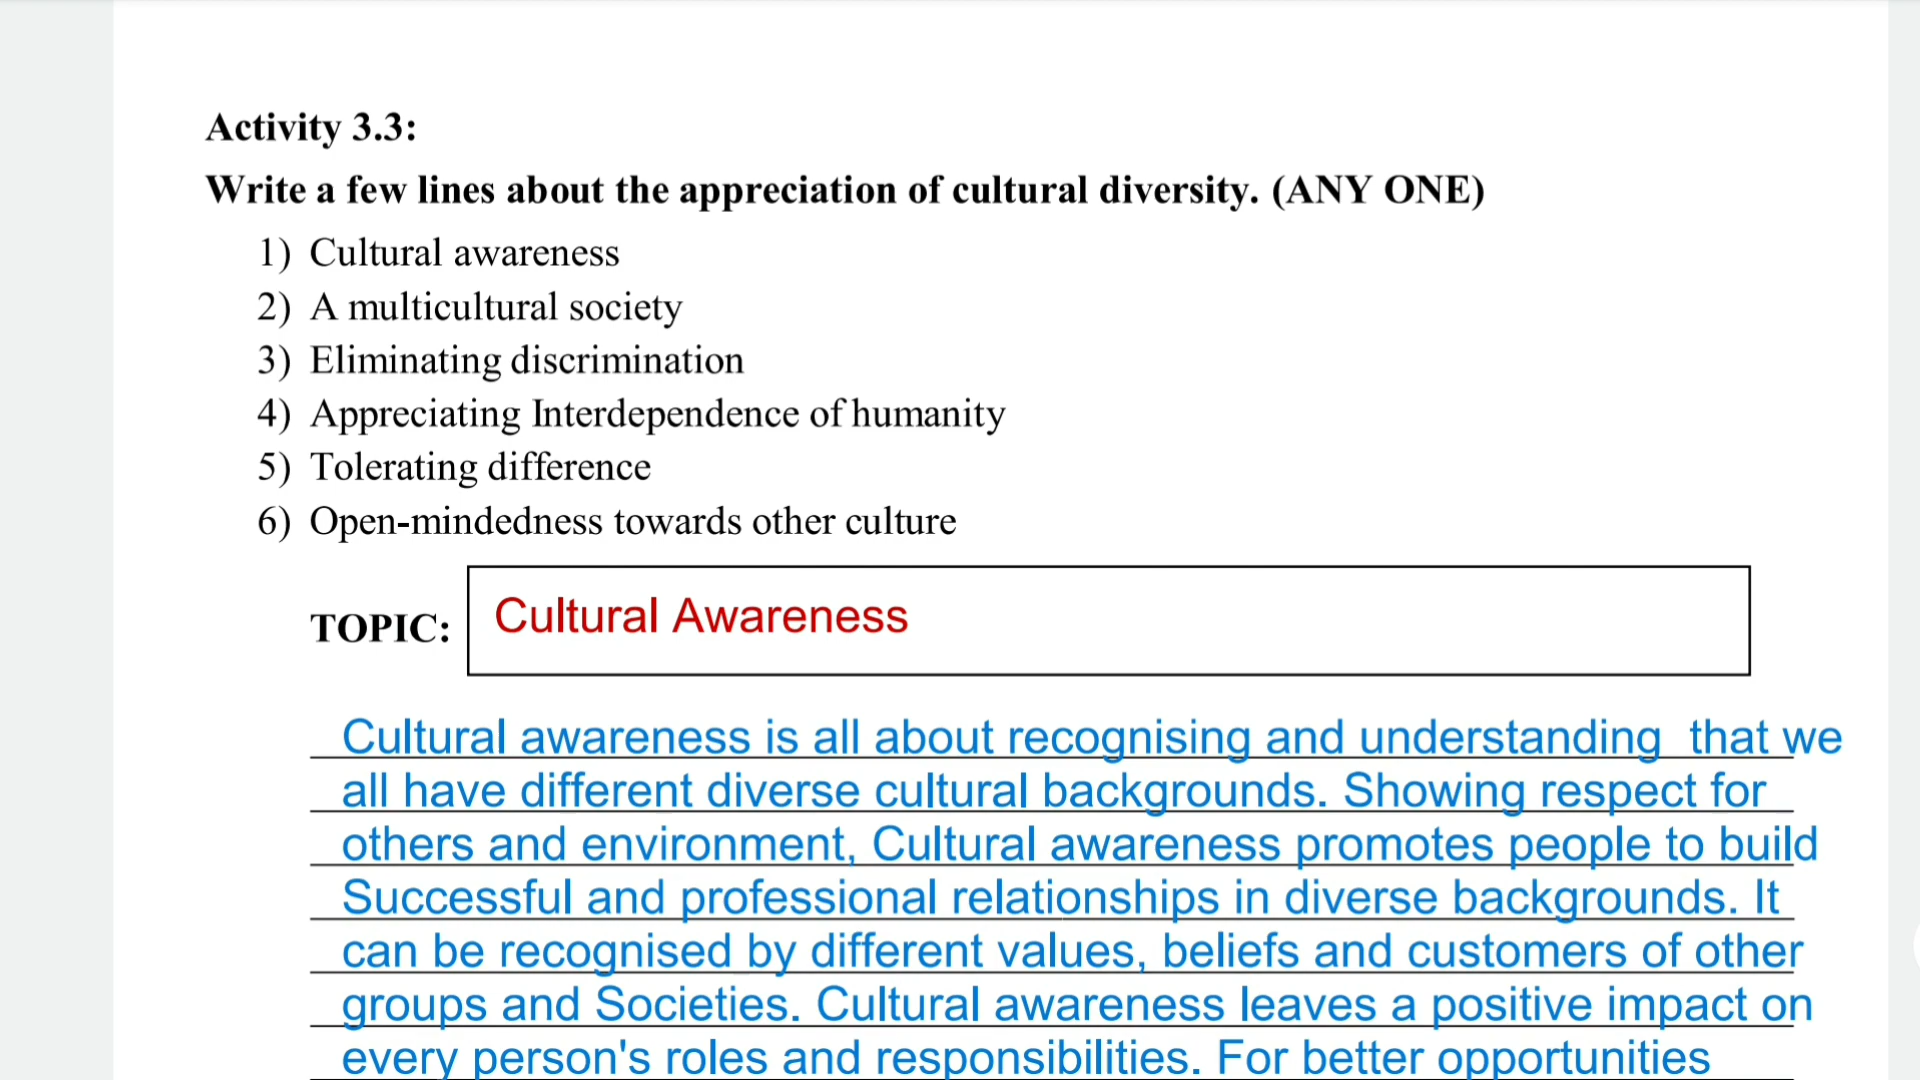 Activity 3.3:
Write a few lines about the appreciation of cultural diversity. (ANY ONE)
1) Cultural awareness
2) A multicultural society
3) Eliminating discrimination
4) Appreciating Interdependence of humanity
5) Tolerating difference
6) Open-mindedness towards other culture
TOPIC: Cultural Awareness
Cultural awareness is all about recognising and understanding that we
all have different diverse cultural backgrounds. Showing respect for
others and environment, Cultural awareness promotes people to build
Successful and professional relationships in diverse backgrounds. It
can be recognised by different values, beliefs and customers of other
groups and Societies. Cultural awareness leaves a positive impact on
every person's roles and responsibilities. For better opportunities